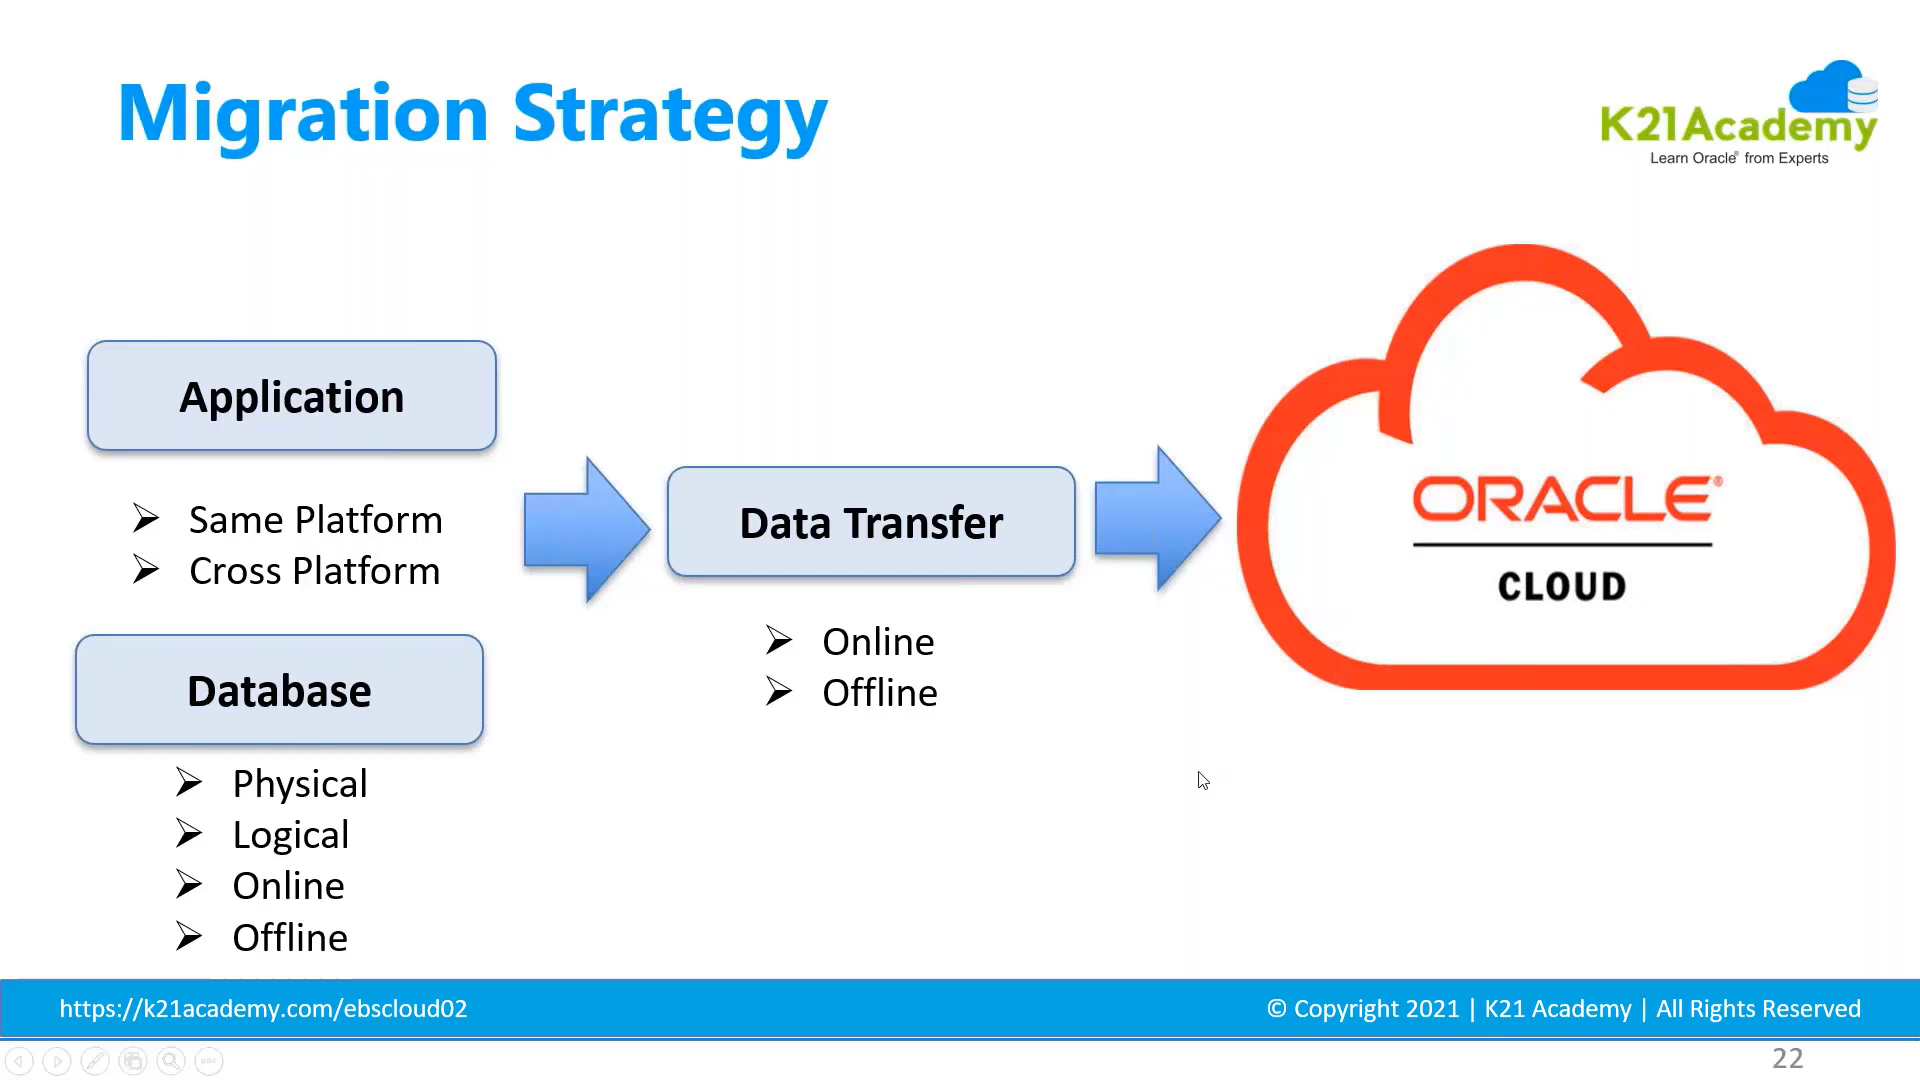 Migration Strategy
K21Academy
Learn Oracle® from Experts
Application
Same Platform
Cross Platform
Database
Physical
Logical
Online
Offline
Data Transfer
Online
Offline
ORACLE®
CLOUD
https://k21academy.com/ebscloud02
© Copyright 2021 | K21 Academy | All Rights Reserved
22